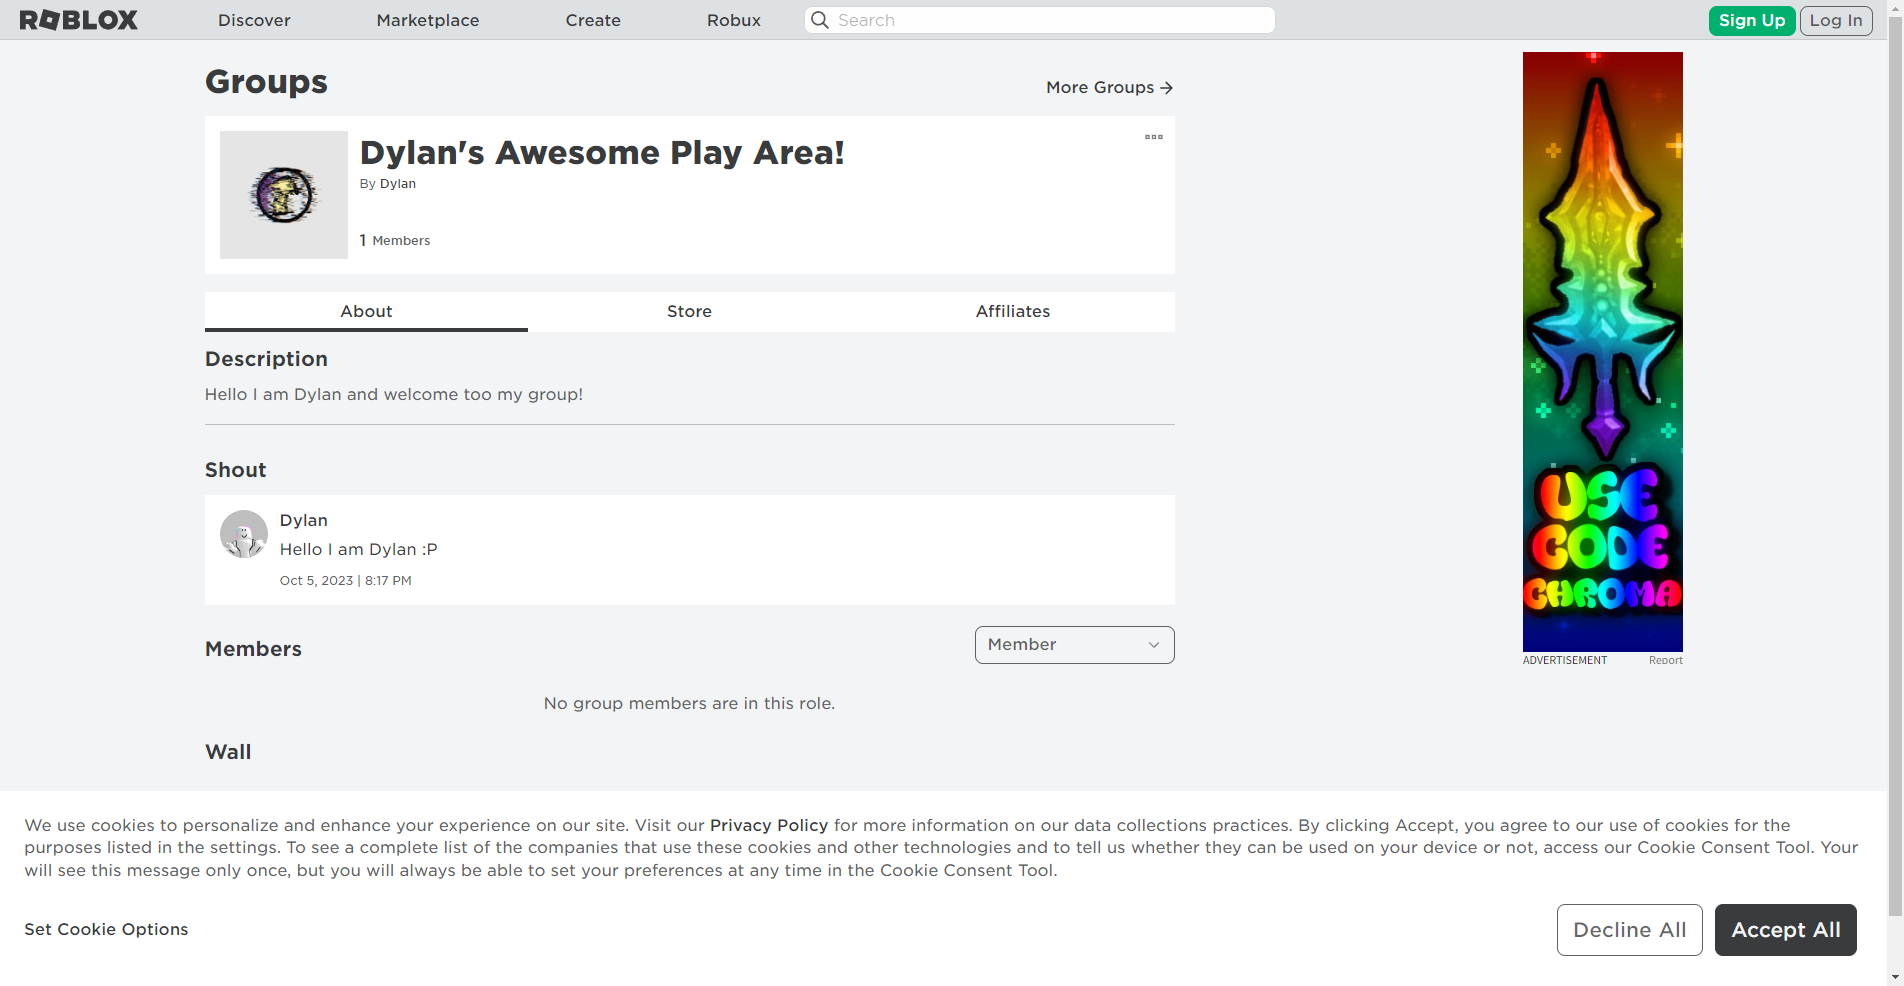 ROBLOX Discover Marketplace Create Robux Search Sign Up Log In
Groups
More Groups
Dylan's Awesome Play Area!
By Dylan
1 Members
About Store Affiliates
Description
Hello I am Dylan and welcome too my group!
Shout
Dylan
Hello I am Dylan :P
Oct 5, 2023 | 8:17 PM
Members
Member
No group members are in this role.
Wall
USE
CODE
CHROMA
ADVERTISEMENT Report
We use cookies to personalize and enhance your experience on our site. Visit our Privacy Policy for more information on our data collections practices. By clicking Accept, you agree to our use of cookies for the
purposes listed in the settings. To see a complete list of the companies that use these cookies and other technologies and to tell us whether they can be used on your device or not, access our Cookie Consent Tool. Your
will see this message only once, but you will always be able to set your preferences at any time in the Cookie Consent Tool.
Set Cookie Options
Decline All Accept All